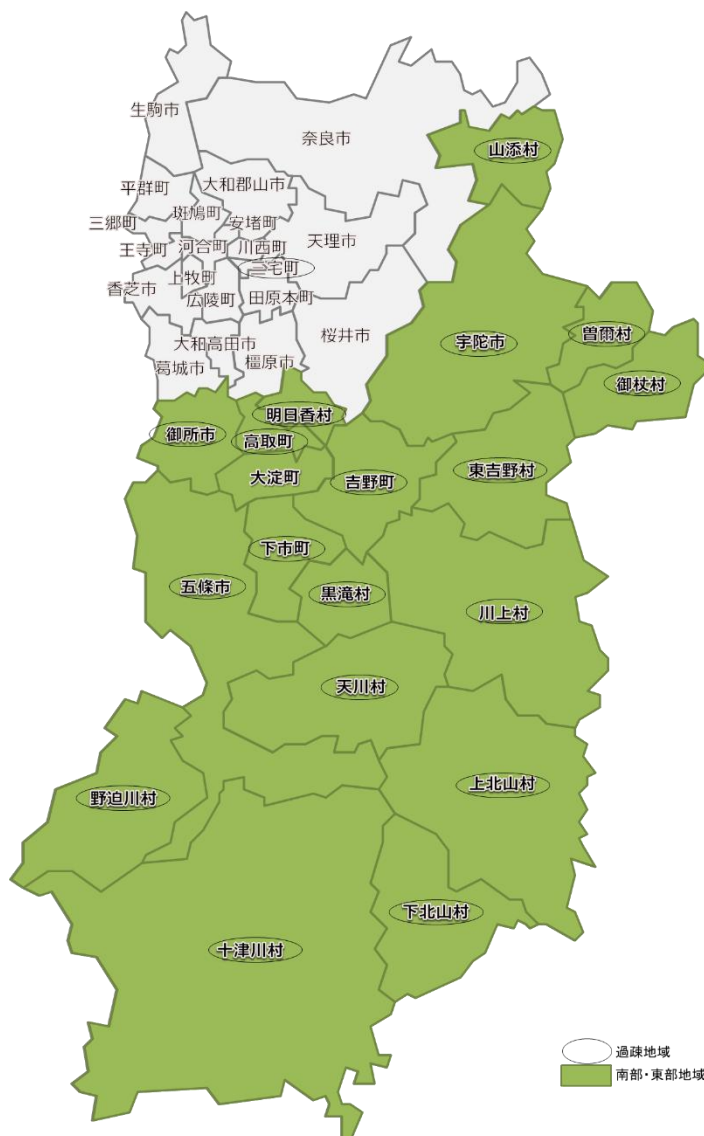 生駒市
奈良市
山添村
平群町
大和郡山市
斑鳩町
三郷町
安堵町
天理市
王寺町
河合町
川西町
三宅町
上牧町
香芝市
広陵町
田原本町
桜井市
宇陀市
曽爾村
大和高田市
葛城市
橿原市
御杖村
明日香村
御所市
高取町
東吉野村
大淀町
吉野町
下市町
五條市
黒滝村
川上村
天川村
上北山村
野迫川村
下北山村
十津川村
過疎地域
南部・東部地域